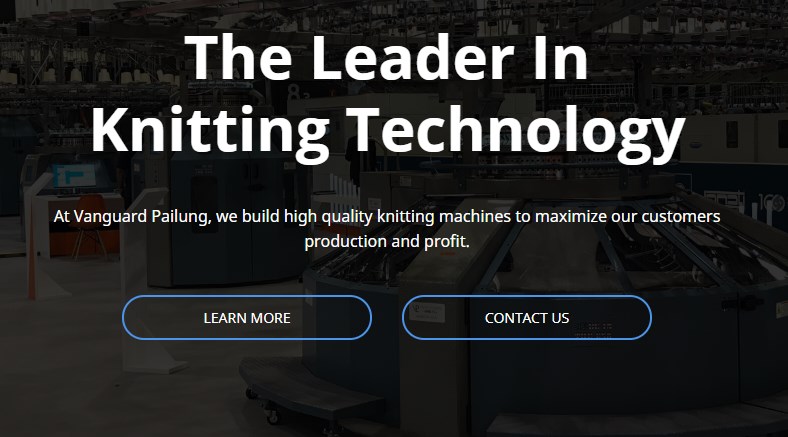 The Leader In
Knitting Technology
At Vanguard Pailung, we build high quality knitting machines to maximize our customers
production and profit.
LEARN MORE
CONTACT US